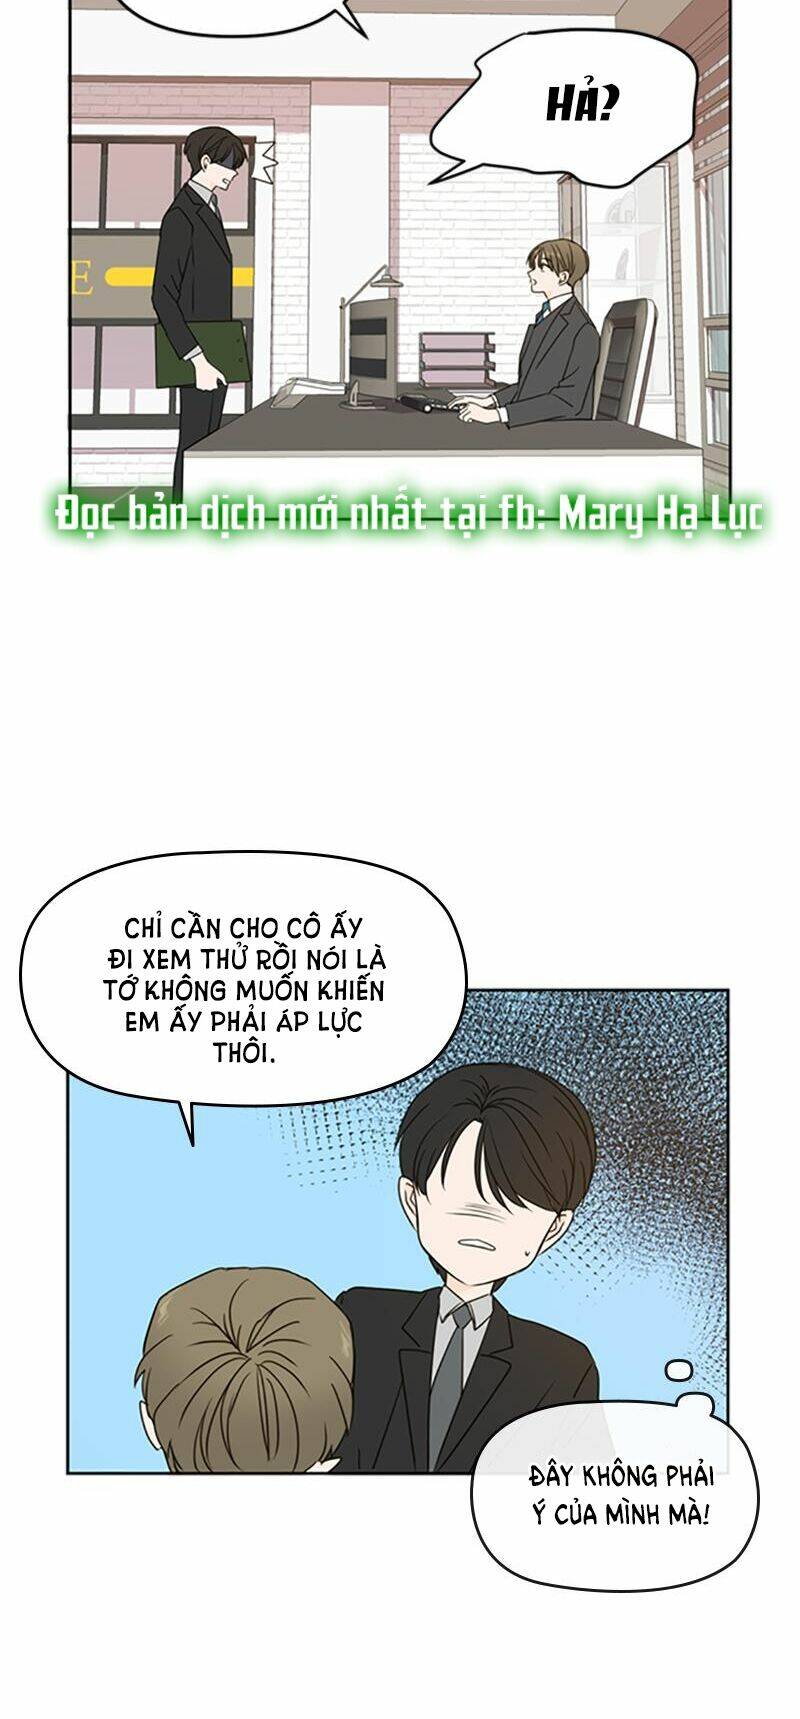 HẢ?
E
Đọc bản dịch mới nhất tại fb: Mary Hạ Lục
CHỈ CẦN CHO CÔ ẤY
ĐI XEM THỬ RỒI NÓI LÀ
TỚ KHÔNG MUỐN KHIẾN
EM ẤY PHẢI ÁP LỰC
THÔI.
ĐÂY KHÔNG PHẢI
Ý CỦA MÌNH MÀ!